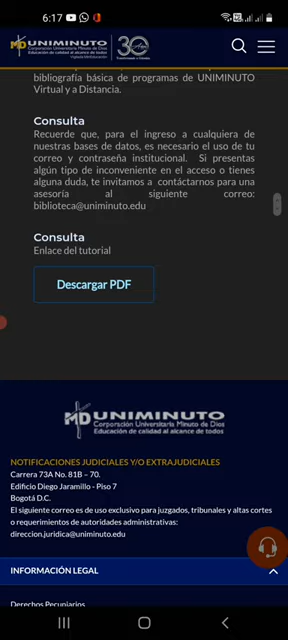 6:17
UNIMINUTO
Corporación Universitaria Minuto de Dios
Educación de calidad al alcance de todos
30
bibliografía básica de programas de UNIMINUTO
Virtual y a Distancia.
Consulta
Recuerde que, para el ingreso a cualquiera de
nuestras bases de datos, es necesario el uso de tu
correo y contraseña institucional. Si presentas
algún tipo de inconveniente en el acceso o tienes
alguna duda, te invitamos a contáctarnos para una
asesoría al siguiente correo:
biblioteca@uniminuto.edu
Consulta
Enlace del tutorial
Descargar PDF
UNIMINUTO
Corporación Universitaria Minuto de Dios
Educación de calidad al alcance de todos
NOTIFICACIONES JUDICIALES Y/O EXTRAJUDICIALES
Carrera 73A No. 81B – 70.
Edificio Diego Jaramillo - Piso 7
Bogotá D.C.
El siguiente correo es de uso exclusivo para juzgados, tribunales y altas cortes
o requerimientos de autoridades administrativas:
direccion.juridica@uniminuto.edu
INFORMACIÓN LEGAL
Derechos Pecuniarios